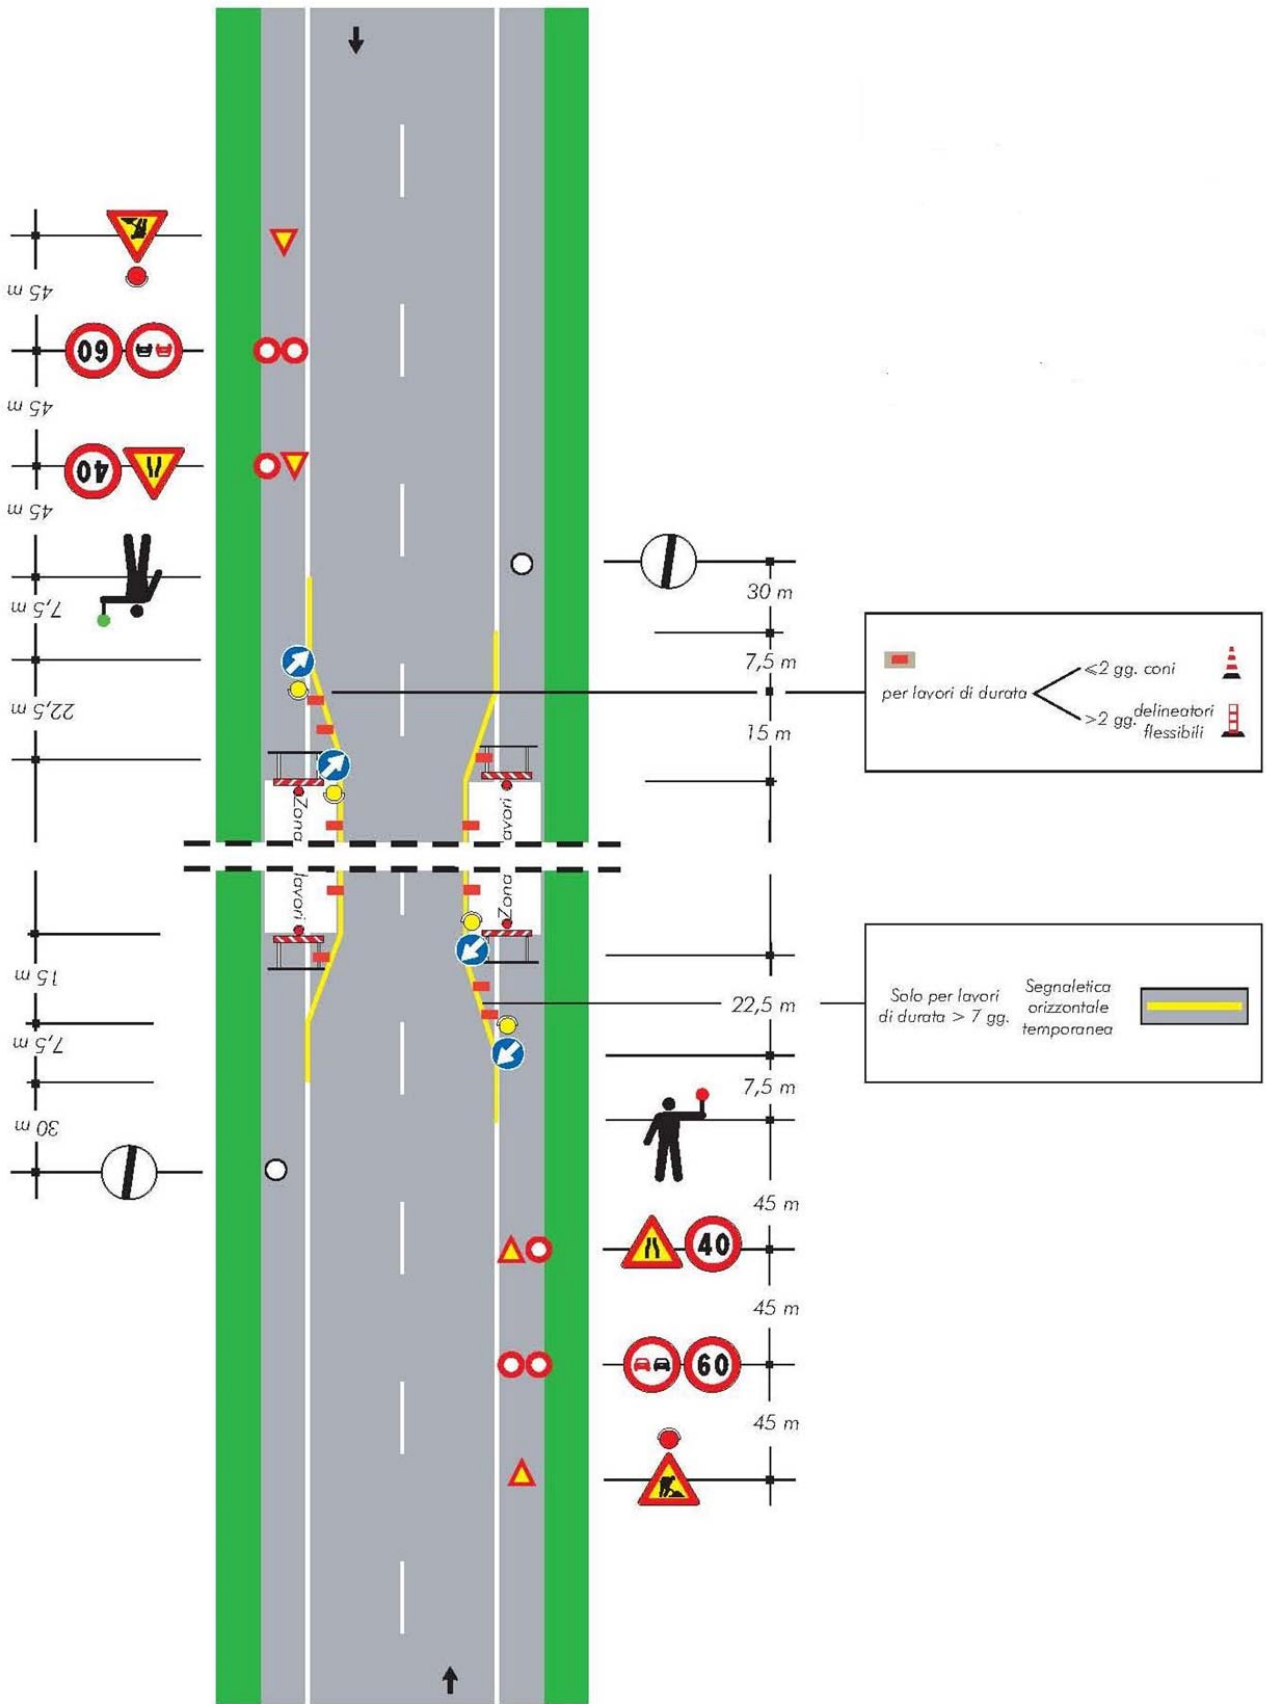 45 m
60
45 m
40
45 m
7,5 m
22,5 m
30 m
7,5 m
15 m
per lavori di durata
≤2 gg. coni
>2 gg. delineatori
flessibili
Zona
lavori
Zona
avori
15 m
7,5 m
30 m
22,5 m
7,5 m
Solo per lavori
di durata > 7 gg.
Segnaletica
orizzontale
temporanea
45 m
40
45 m
60
45 m